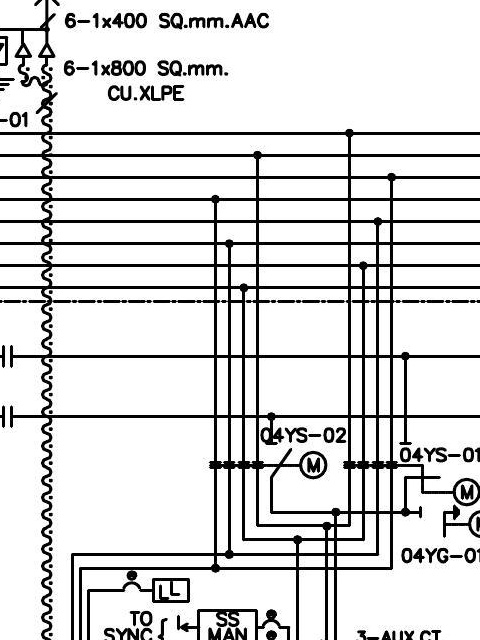 6-1x400 SQ.mm.AAC
6-1x800 SQ.mm.
CU.XLPE
-01
04YS-02
M
04YS-01
M
04YG-01
LL
TO
SYNC
SS
MAN
3-AUX.CT